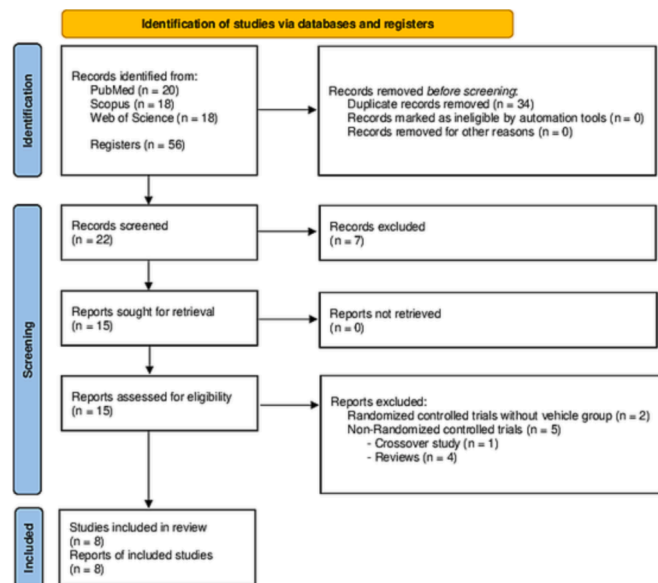 Identification of studies via databases and registers
Identification
Records identified from:
PubMed (n = 20)
Scopus (n = 18)
Web of Science (n = 18)
Registers (n = 56)
Records removed before screening:
Duplicate records removed (n = 34)
Records marked as ineligible by automation tools (n = 0)
Records removed for other reasons (n = 0)
Screening
Records screened
(n = 22)
Records excluded
(n = 7)
Reports sought for retrieval
(n = 15)
Reports not retrieved
(n = 0)
Reports assessed for eligibility
(n = 15)
Reports excluded:
Randomized controlled trials without vehicle group (n = 2)
Non-Randomized controlled trials (n = 5)
- Crossover study (n = 1)
- Reviews (n = 4)
Included
Studies included in review
(n = 8)
Reports of included studies
(n = 8)